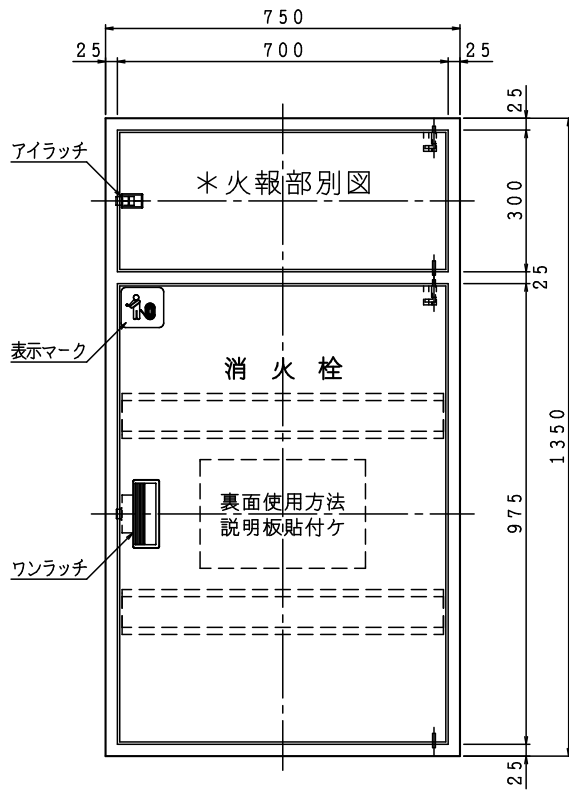 750
25 700 25
25
アイラッチ
＊火報部別図
300
25
表示マーク
消火栓
1350
975
裏面使用方法
説明板貼付ケ
ワンラッチ
25